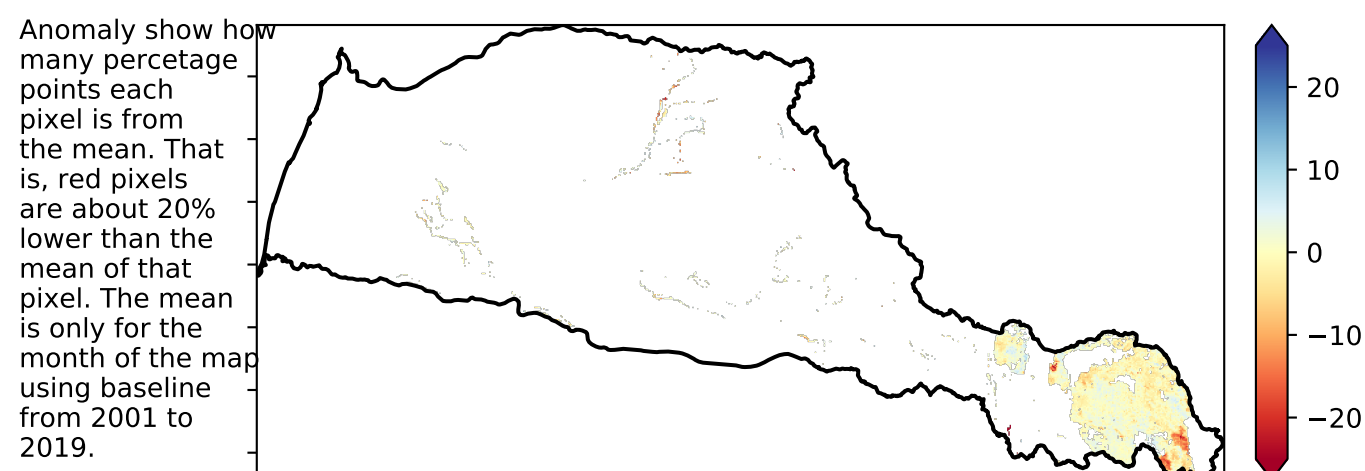 Anomaly show how
many percetage
points each
pixel is from
the mean. That
is, red pixels
are about 20%
lower than the
mean of that
pixel. The mean
is only for the
month of the map
using baseline
from 2001 to
2019.
20
10
0
−10
−20